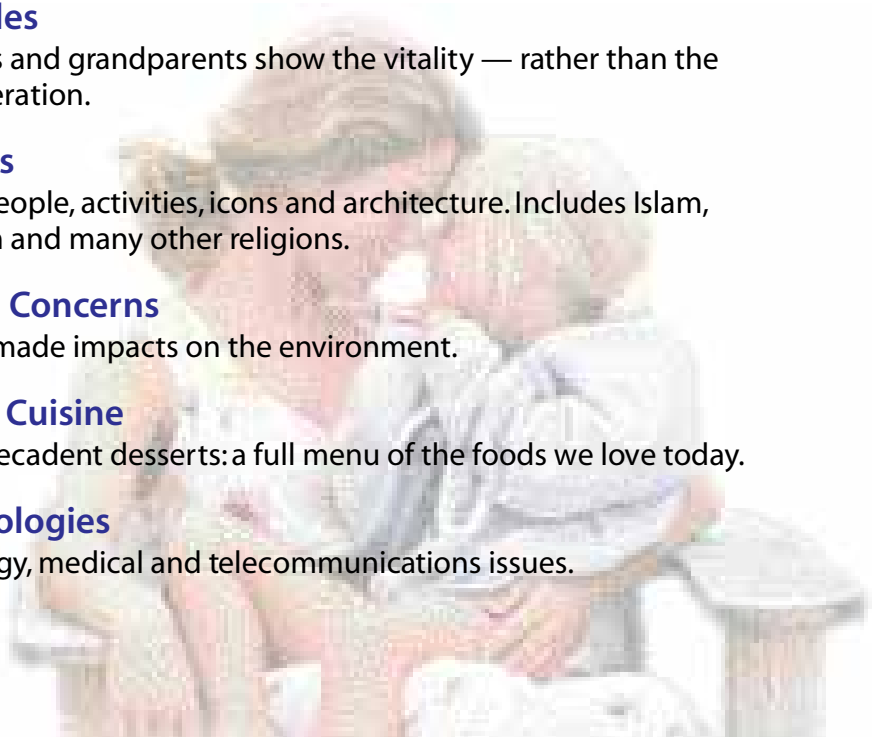 les
s and grandparents show the vitality — rather than the
eration.
s
eople, activities, icons and architecture. Includes Islam,
n and many other religions.
Concerns
made impacts on the environment.
Cuisine
ecadent desserts: a full menu of the foods we love today.
ologies
gy, medical and telecommunications issues.